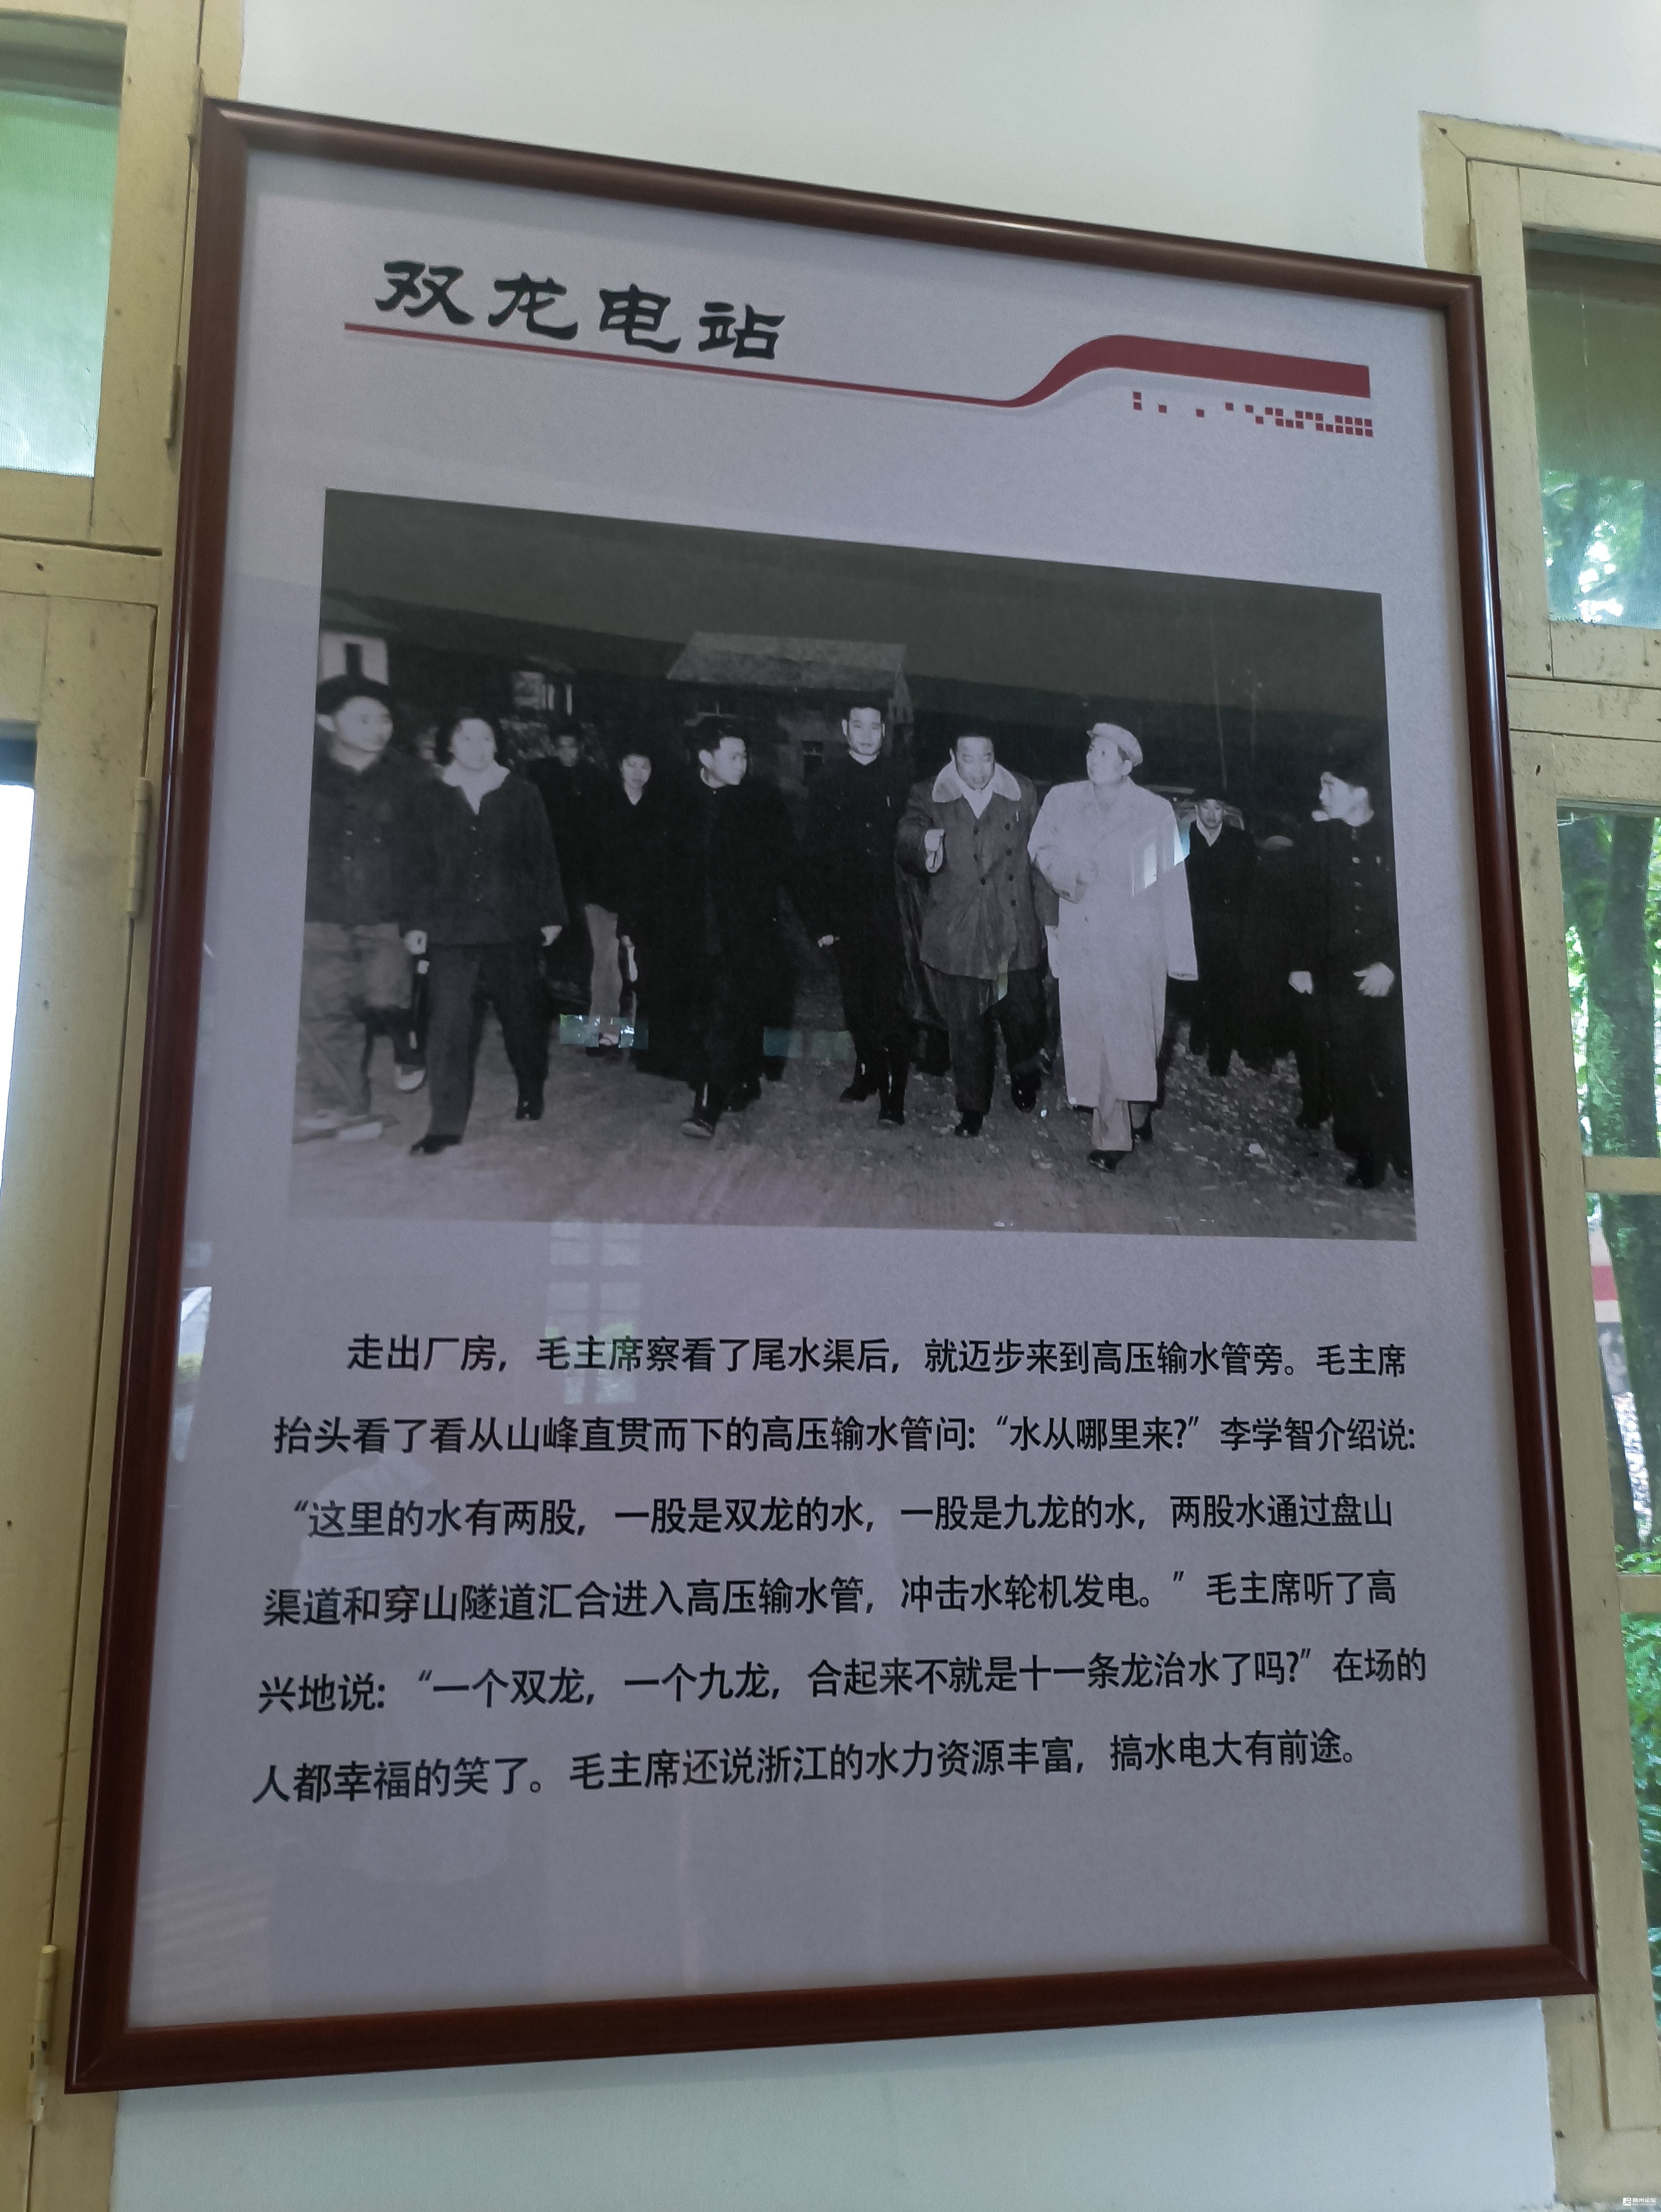 双龙电站
走出厂房，毛主席察看了尾水渠后，就迈步来到高压输水管旁。毛主席
抬头看了看从山峰直贯而下的高压输水管问：“水从哪里来?”李学智介绍说：
“这里的水有两股，一股是双龙的水，一股是九龙的水，两股水通过盘山
渠道和穿山隧道汇合进入高压输水管，冲击水轮机发电。”毛主席听了高
兴地说：“一个双龙，一个九龙，合起来不就是十一条龙治水了吗?”在场的
人都幸福的笑了。毛主席还说浙江的水力资源丰富，搞水电大有前途。